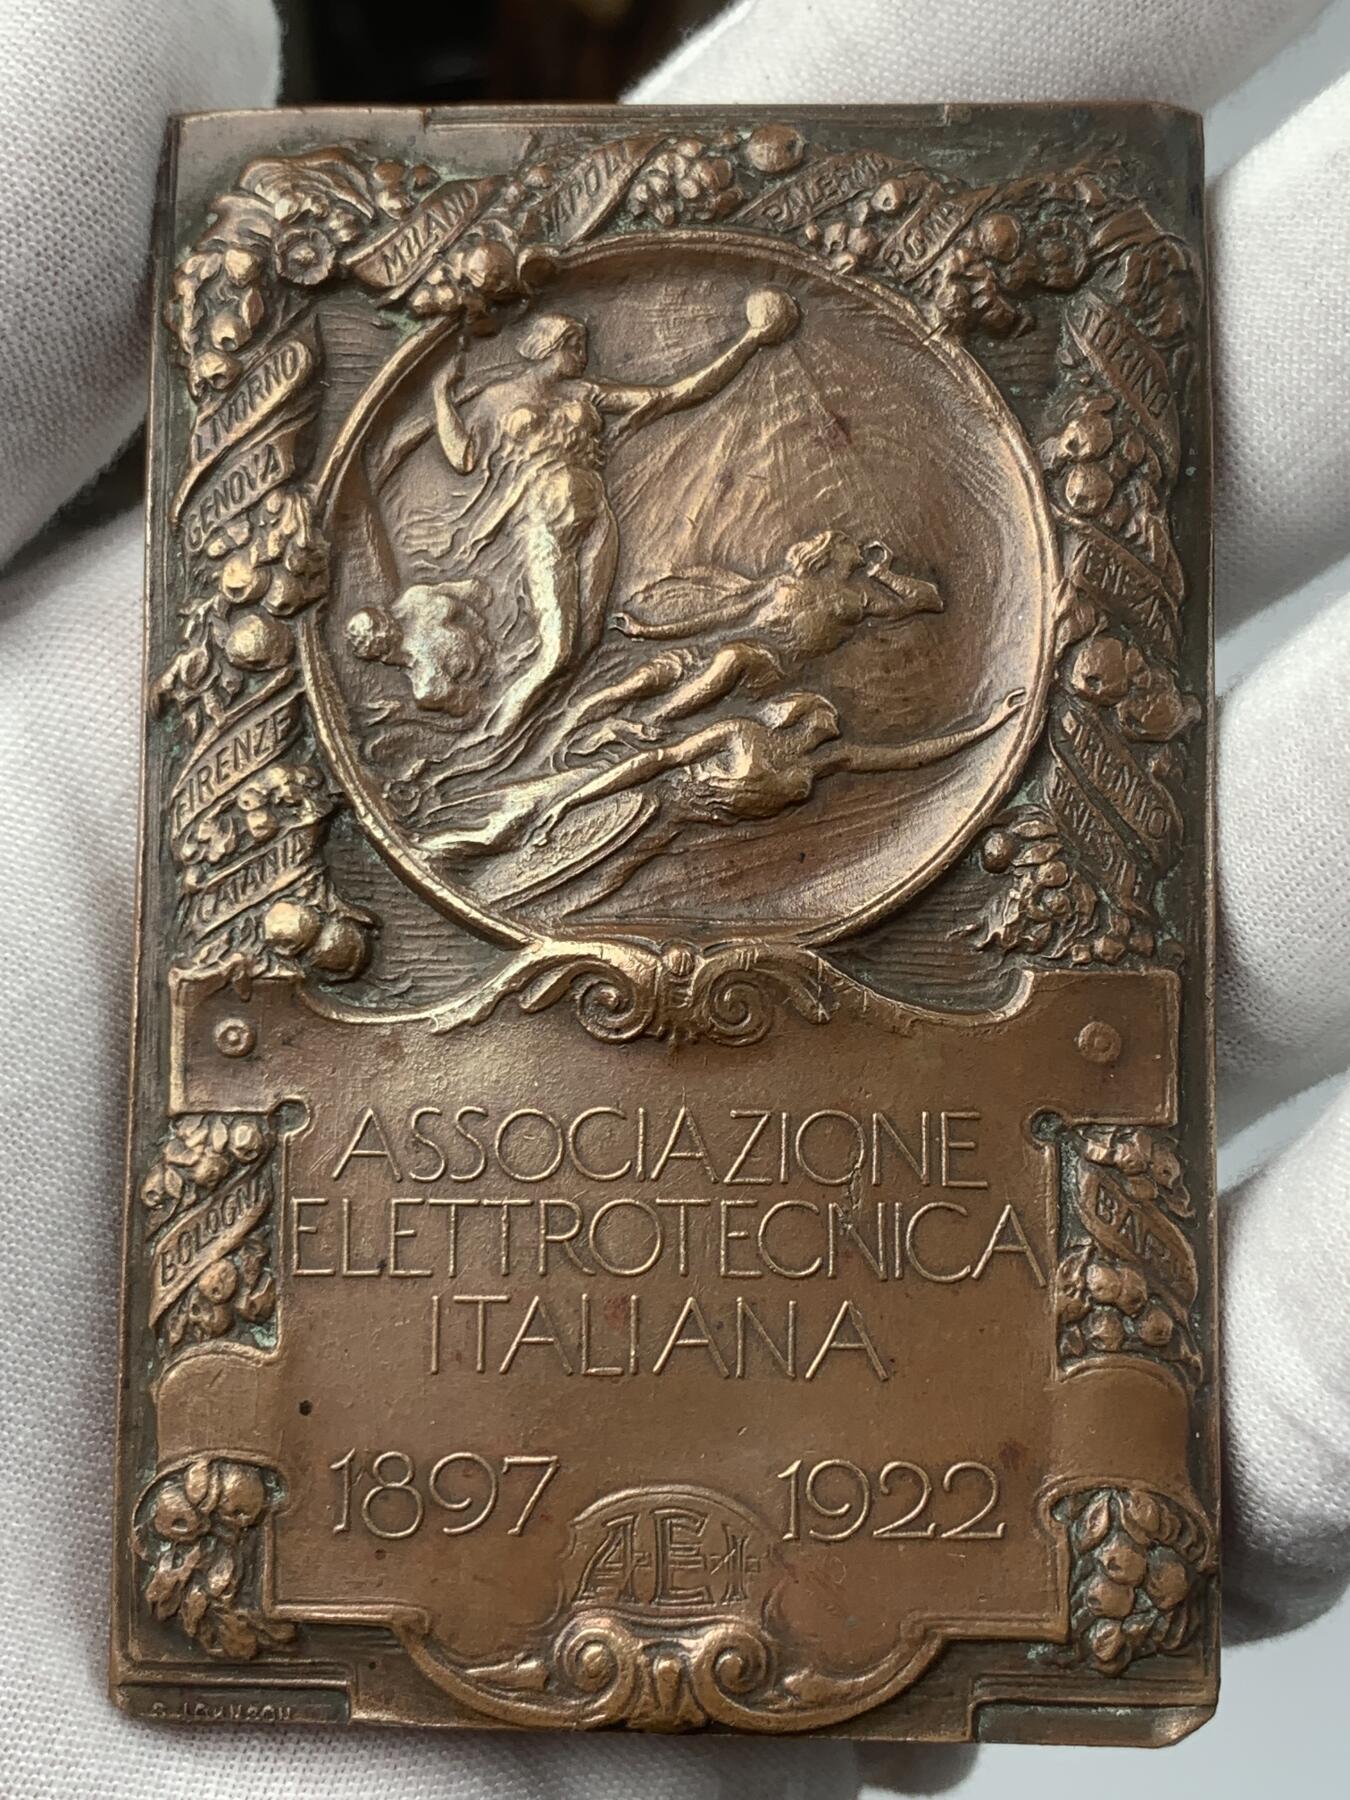 MILANO
NAPOLI
PALERMO
ROMA
LIVORNO
GENOVA
TORINO
VENEZIA
FIRENZE
CATANIA
TRENTO
TRIESTE
ASSOCIAZIONE
ELETTROTECNICA
ITALIANA
BOLOGNA
BARI
1897 1922
A·E·I·
S.JOHNSON